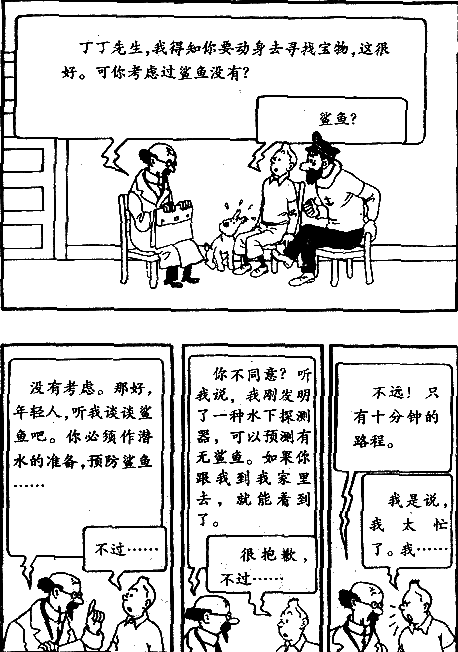 丁丁先生,我得知你要动身去寻找宝物,这很
好。可你考虑过鲨鱼没有?
鲨鱼?
没有考虑。那好,
年轻人,听我谈谈鲨
鱼吧。你必须作潜
水的准备,预防鲨鱼
……
不过……
你不同意? 听
我说,我刚发明
了一种水下探测
器,可以预测有
无鲨鱼。如果你
跟我到我家里
去,就能看到
了。
很抱歉,
不过……
不远! 只
有十分钟的
路程。
我是说,
我太忙
了。我……